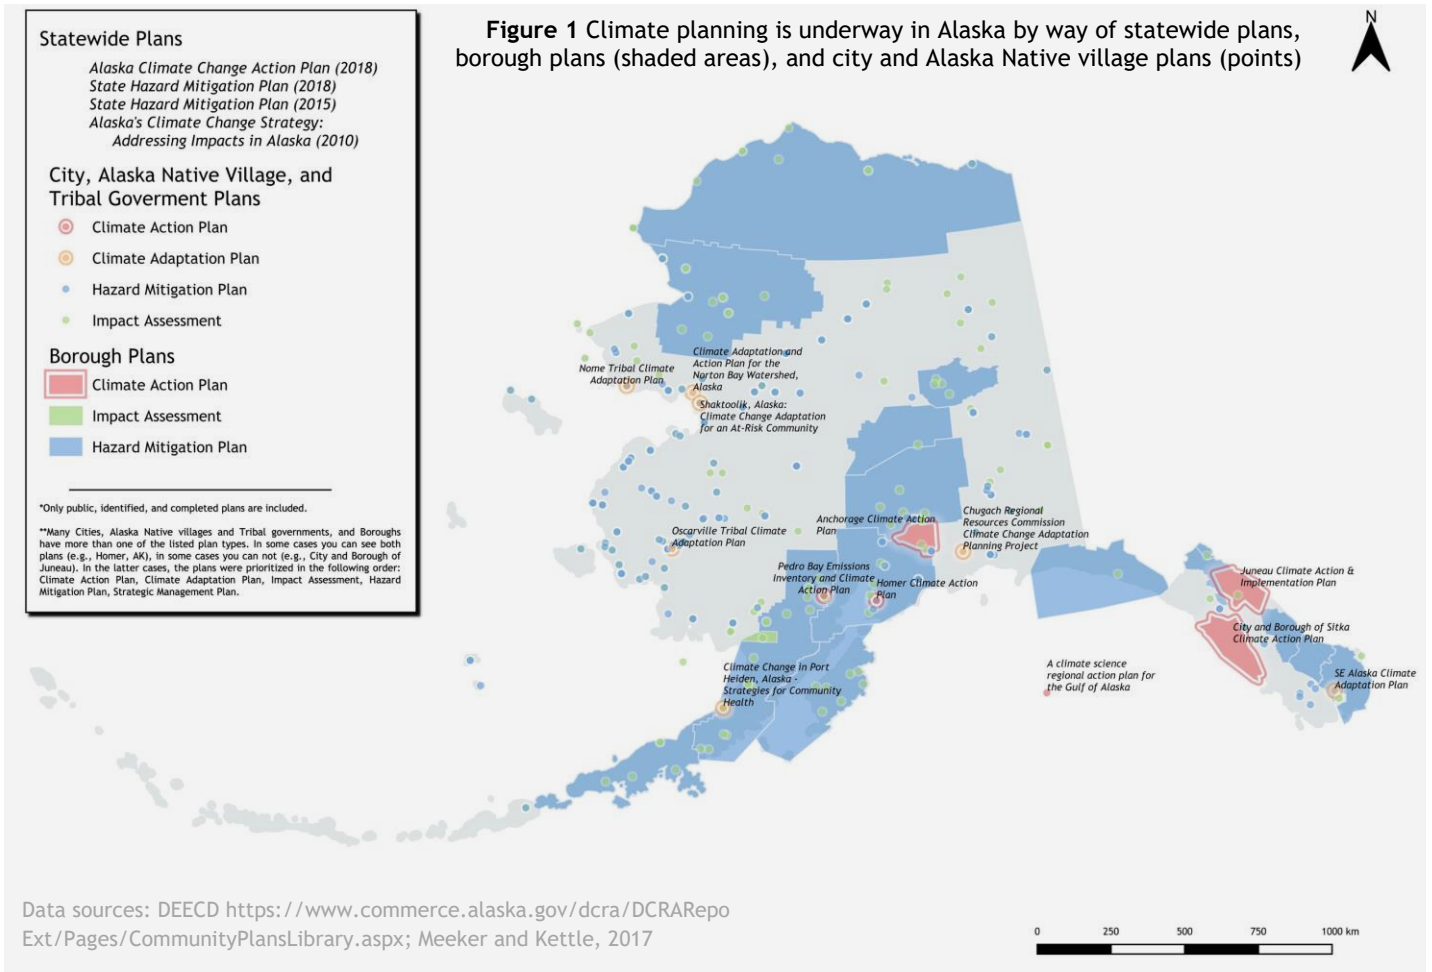 Figure 1 Climate planning is underway in Alaska by way of statewide plans,
borough plans (shaded areas), and city and Alaska Native village plans (points)
N
Statewide Plans
Alaska Climate Change Action Plan (2018)
State Hazard Mitigation Plan (2018)
State Hazard Mitigation Plan (2015)
Alaska's Climate Change Strategy:
Addressing Impacts in Alaska (2010)
City, Alaska Native Village, and
Tribal Goverment Plans
Climate Action Plan
Climate Adaptation Plan
Hazard Mitigation Plan
Impact Assessment
Borough Plans
Climate Action Plan
Impact Assessment
Hazard Mitigation Plan
*Only public, identified, and completed plans are included.
**Many Cities, Alaska Native villages and Tribal governments, and Boroughs
have more than one of the listed plan types. In some cases you can see both
plans (e.g., Homer, AK), in some cases you can not (e.g., City and Borough of
Juneau). In the latter cases, the plans were prioritized in the following order:
Climate Action Plan, Climate Adaptation Plan, Impact Assessment, Hazard
Mitigation Plan, Strategic Management Plan.
Nome Tribal Climate
Adaptation Plan
Climate Adaptation and
Action Plan for the
Norton Bay Watershed,
Alaska
Shaktoolik, Alaska:
Climate Change Adaptation
for an At-Risk Community
Oscarville Tribal Climate
Adaptation Plan
Anchorage Climate Action
Plan
Chugach Regional
Resources Commission
Climate Change Adaptation
Planning Project
Pedro Bay Emissions
Inventory and Climate
Action Plan
Homer Climate Action
Plan
Juneau Climate Action &
Implementation Plan
City and Borough of Sitka
Climate Action Plan
A climate science
regional action plan for
the Gulf of Alaska
SE Alaska Climate
Adaptation Plan
Climate Change in Port
Heiden, Alaska -
Strategies for Community
Health
Data sources: DEECD https://www.commerce.alaska.gov/dcra/DCRARepo
Ext/Pages/CommunityPlansLibrary.aspx; Meeker and Kettle, 2017
0 250 500 750 1000 km